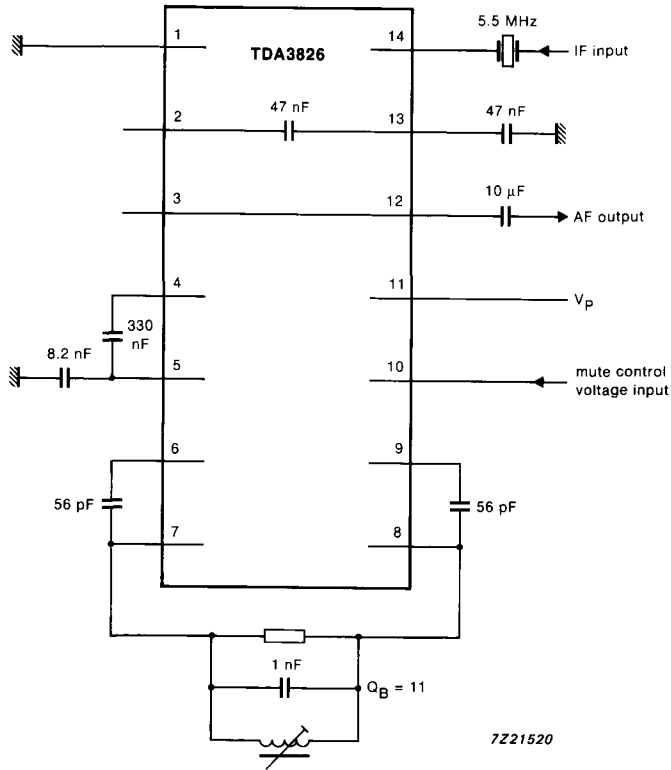 5.5 MHz
1
14
TDA3826
IF input
47 nF
47 nF
2
13
10 µF
3
12
AF output
4
11
V_P
330
nF
8.2 nF
5
10
mute control
voltage input
6
9
56 pF
56 pF
7
8
1 nF
Q_B = 11
7Z21520